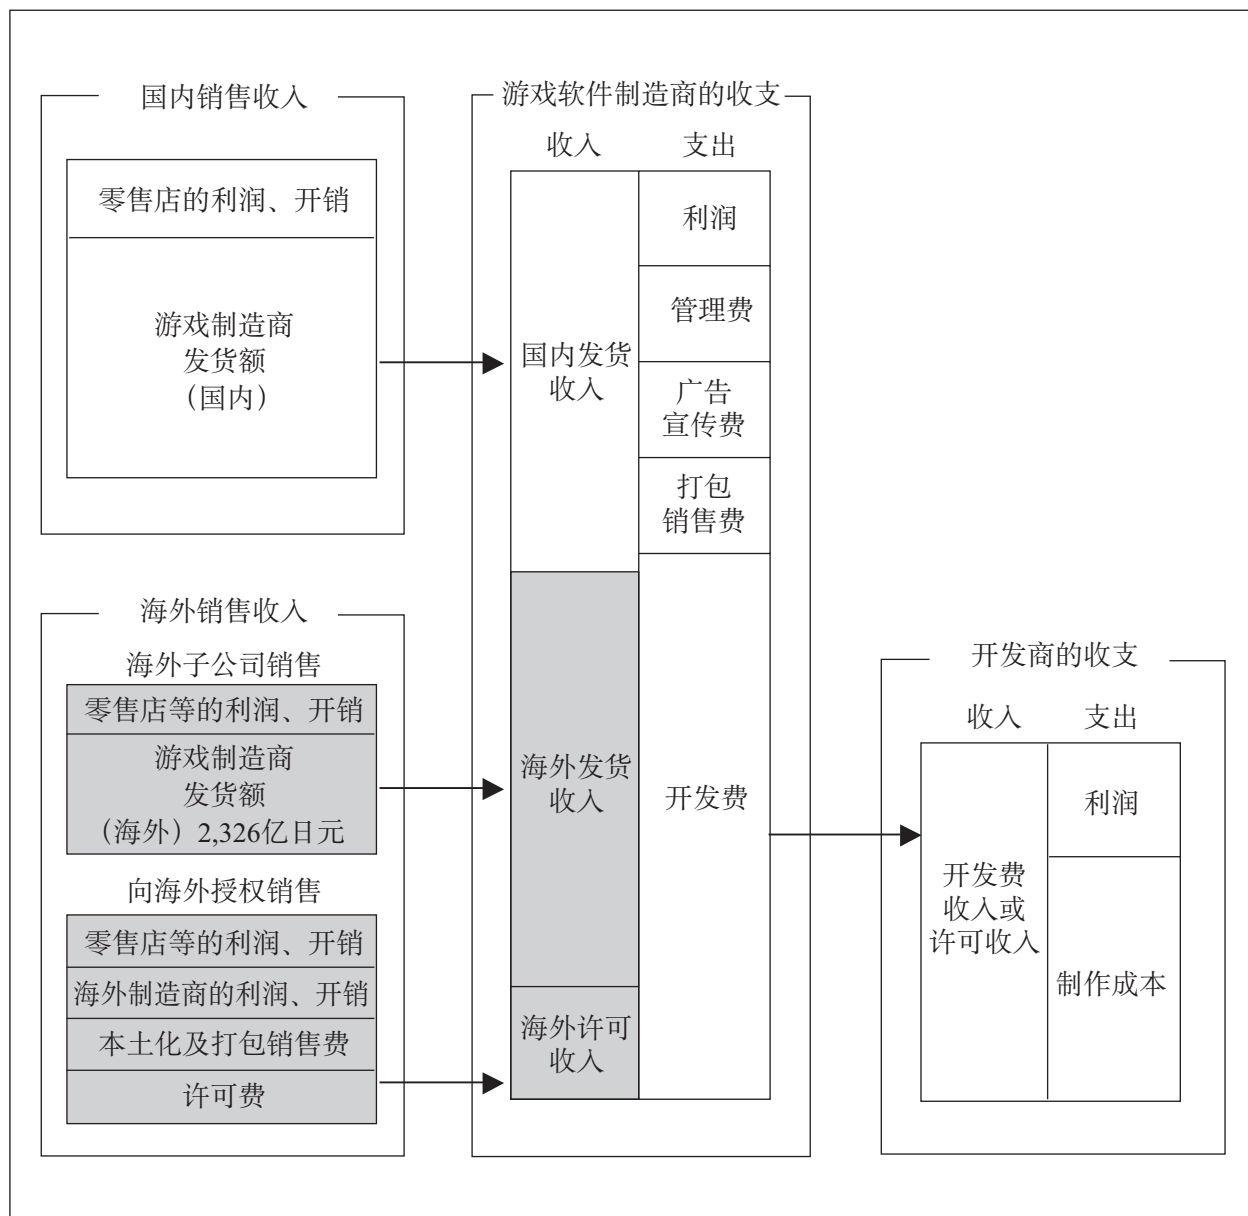 国内销售收入
零售店的利润、开销
游戏制造商
发货额
（国内）
海外销售收入
海外子公司销售
零售店等的利润、开销
游戏制造商
发货额
（海外）2,326亿日元
向海外授权销售
零售店等的利润、开销
海外制造商的利润、开销
本土化及打包销售费
许可费
游戏软件制造商的收支
收入
支出
国内发货
收入
海外发货
收入
海外许可
收入
利润
管理费
广告
宣传费
打包
销售费
开发费
开发商的收支
收入
支出
开发费
收入或
许可收入
利润
制作成本